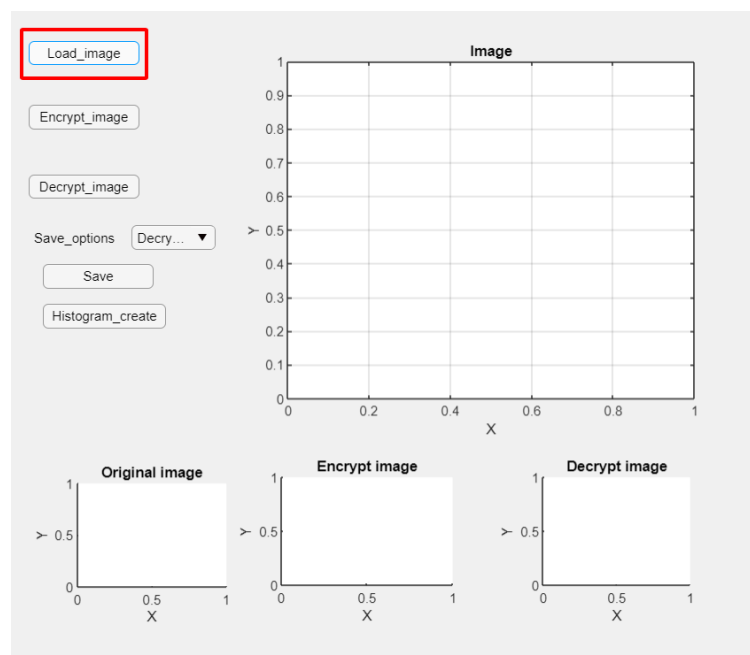 Load_image
Encrypt_image
Decrypt_image
Save_options Decry...
Save
Histogram_create
Image
1
0.9
0.8
0.7
0.6
0.5
0.4
0.3
0.2
0.1
0
Y
0 0.2 0.4 0.6 0.8 1
X
Original image
1
0.5
0
Y
0 0.5 1
X
Encrypt image
1
0.5
0
Y
0 0.5 1
X
Decrypt image
1
0.5
0
Y
0 0.5 1
X